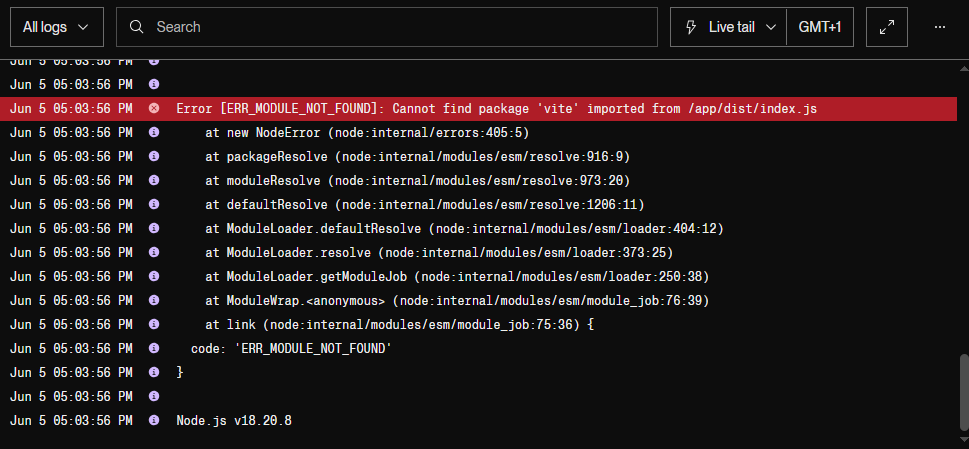 All logs Search Live tail GMT+1
Jun 5 05:03:56 PM
Jun 5 05:03:56 PM
Jun 5 05:03:56 PM Error [ERR_MODULE_NOT_FOUND]: Cannot find package 'vite' imported from /app/dist/index.js
Jun 5 05:03:56 PM at new NodeError (node:internal/errors:405:5)
Jun 5 05:03:56 PM at packageResolve (node:internal/modules/esm/resolve:916:9)
Jun 5 05:03:56 PM at moduleResolve (node:internal/modules/esm/resolve:973:20)
Jun 5 05:03:56 PM at defaultResolve (node:internal/modules/esm/resolve:1206:11)
Jun 5 05:03:56 PM at ModuleLoader.defaultResolve (node:internal/modules/esm/loader:404:12)
Jun 5 05:03:56 PM at ModuleLoader.resolve (node:internal/modules/esm/loader:373:25)
Jun 5 05:03:56 PM at ModuleLoader.getModuleJob (node:internal/modules/esm/loader:250:38)
Jun 5 05:03:56 PM at ModuleWrap.<anonymous> (node:internal/modules/esm/module_job:76:39)
Jun 5 05:03:56 PM at link (node:internal/modules/esm/module_job:75:36) {
Jun 5 05:03:56 PM code: 'ERR_MODULE_NOT_FOUND'
Jun 5 05:03:56 PM }
Jun 5 05:03:56 PM
Jun 5 05:03:56 PM Node.js v18.20.8